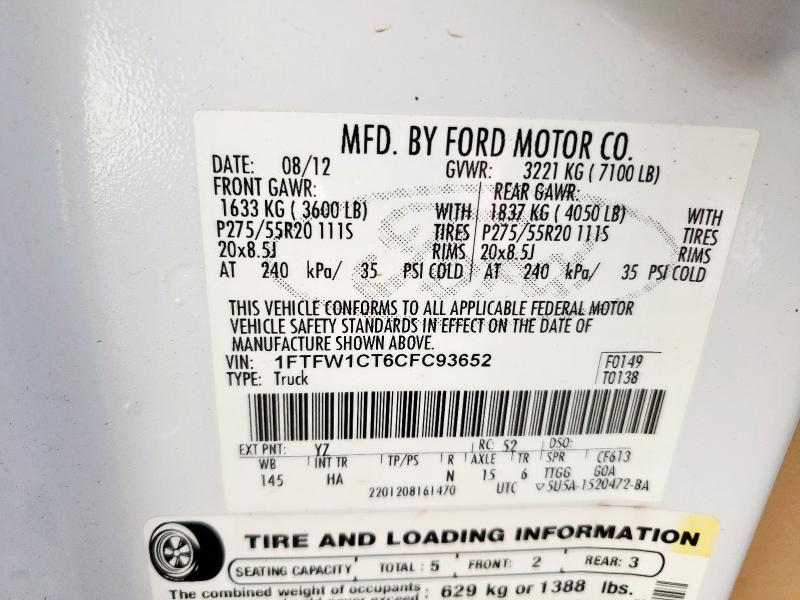 MFD. BY FORD MOTOR CO.
DATE: 08/12 GVWR: 3221 KG ( 7100 LB)
FRONT GAWR: REAR GAWR:
1633 KG ( 3600 LB) WITH 1837 KG ( 4050 LB) WITH
P275/55R20 111S TIRES P275/55R20 111S TIRES
20x8.5J RIMS 20x8.5J RIMS
AT 240 kPa/ 35 PSI COLD AT 240 kPa/ 35 PSI COLD
Ford
THIS VEHICLE CONFORMS TO ALL APPLICABLE FEDERAL MOTOR
VEHICLE SAFETY STANDARDS IN EFFECT ON THE DATE OF
MANUFACTURE SHOWN ABOVE.
VIN: 1FTFW1CT6CFC93652 F0149
TYPE: Truck T0138
EXT PNT: YZ RC: 52 DSO:
WB INT TR TP/PS R AXLE TR SPR CF613
145 HA N 15 6 TTGG GOA
2201208161470 UTC ▽5U5A-1520472-BA
TIRE AND LOADING INFORMATION
SEATING CAPACITY TOTAL : 5 FRONT: 2 REAR: 3
The combined weight of occupants : 629 kg or 1388 lbs.